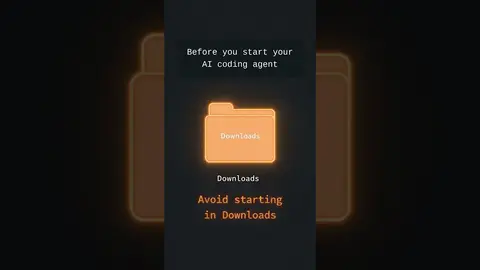 Before you start your
AI coding agent
Downloads
Downloads
Avoid starting
in Downloads